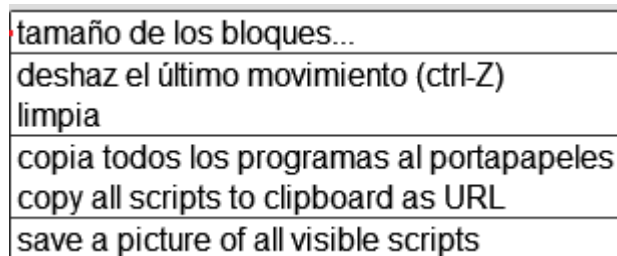 tamaño de los bloques...
deshaz el último movimiento (ctrl-Z)
limpia
copia todos los programas al portapapeles
copy all scripts to clipboard as URL
save a picture of all visible scripts